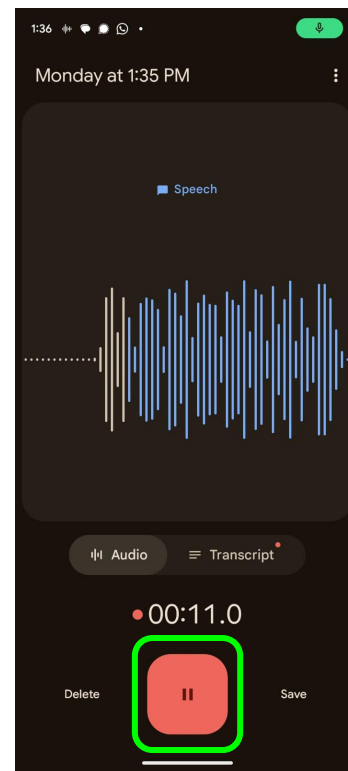 1:36
Monday at 1:35 PM
Speech
Audio Transcript
00:11.0
Delete Save